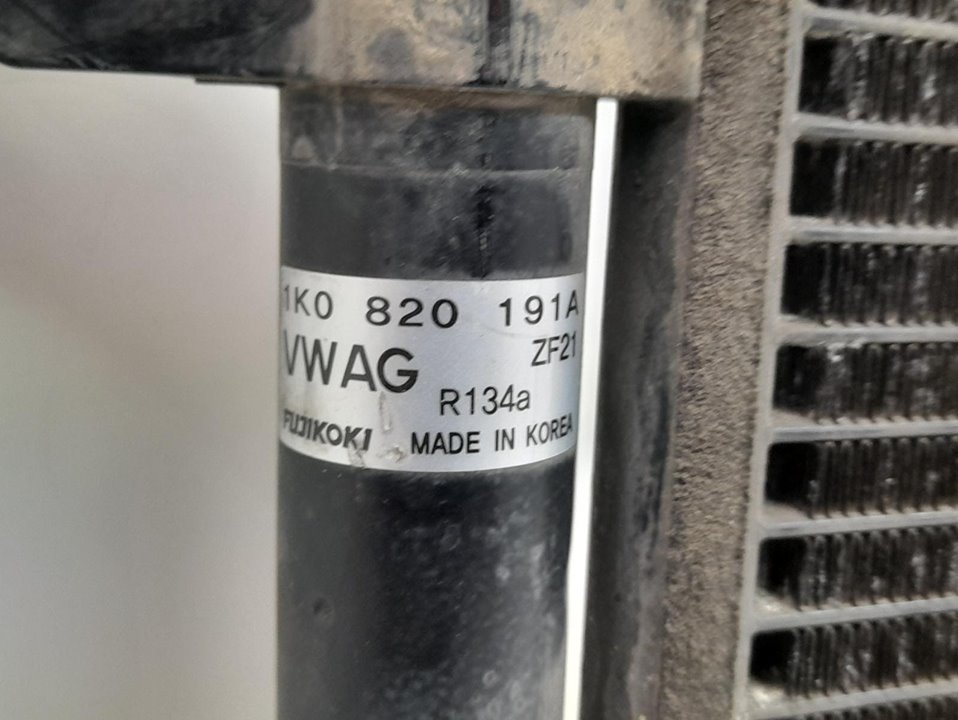 1K0 820 191A
VWAG ZF21
R134a
FUJIKOKI MADE IN KOREA